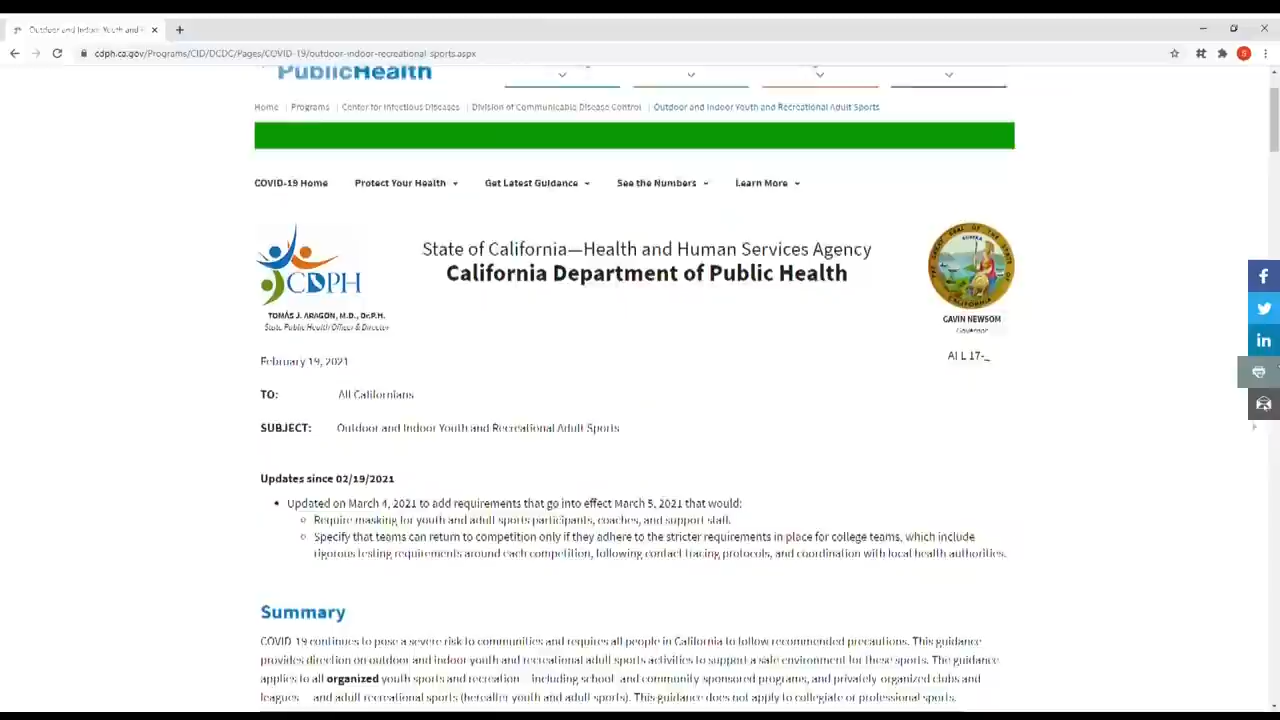 Outdoor and Indoor Youth and
cdph.ca.gov/Programs/CID/DCDC/Pages/COVID-19/outdoor-indoor-recreational-sports.aspx
S
PublicHealth
Home | Programs | Center for Infectious Diseases | Division of Communicable Disease Control | Outdoor and Indoor Youth and Recreational Adult Sports
COVID-19 Home Protect Your Health Get Latest Guidance See the Numbers Learn More
State of California—Health and Human Services Agency
California Department of Public Health
CDPH
THE GREAT SEAL OF THE STATE OF CALIFORNIA
EUREKA
TOMÁS J. ARAGÓN, M.D., Dr.P.H.
State Public Health Officer & Director
GAVIN NEWSOM
Governor
February 19, 2021
AFL 17-_
TO: All Californians
SUBJECT: Outdoor and Indoor Youth and Recreational Adult Sports
Updates since 02/19/2021
• Updated on March 4, 2021 to add requirements that go into effect March 5, 2021 that would:
○ Require masking for youth and adult sports participants, coaches, and support staff.
○ Specify that teams can return to competition only if they adhere to the stricter requirements in place for college teams, which include
rigorous testing requirements around each competition, following contact tracing protocols, and coordination with local health authorities.
Summary
COVID-19 continues to pose a severe risk to communities and requires all people in California to follow recommended precautions. This guidance
provides direction on outdoor and indoor youth and recreational adult sports activities to support a safe environment for these sports. The guidance
applies to all organized youth sports and recreation—including school- and community-sponsored programs, and privately-organized clubs and
leagues—and adult recreational sports (hereafter youth and adult sports). This guidance does not apply to collegiate or professional sports.